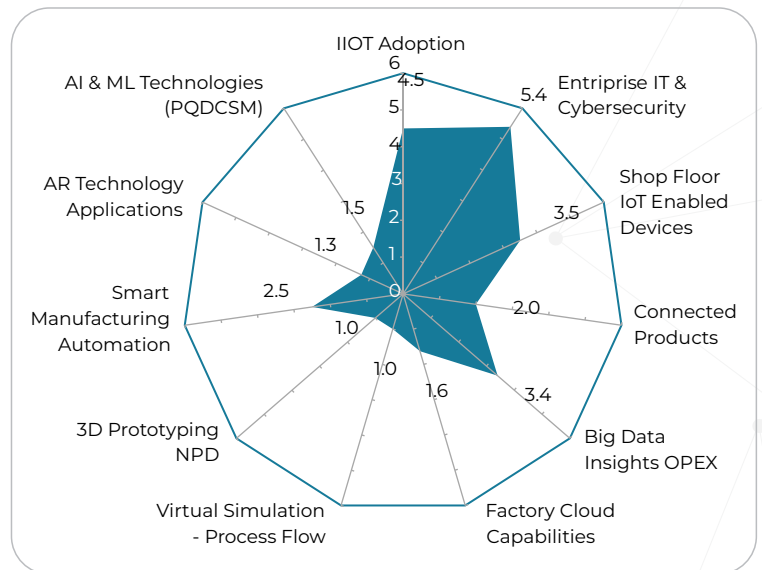 IIOT Adoption
6
4.5
5
4
3
2
1
0
5.4
Entriprise IT &
Cybersecurity
3.5
Shop Floor
IoT Enabled
Devices
2.0
Connected
Products
3.4
Big Data
Insights OPEX
1.6
Factory Cloud
Capabilities
1.0
Virtual Simulation
- Process Flow
1.0
3D Prototyping
NPD
2.5
Smart
Manufacturing
Automation
1.3
AR Technology
Applications
1.5
AI & ML Technologies
(PQDCSM)